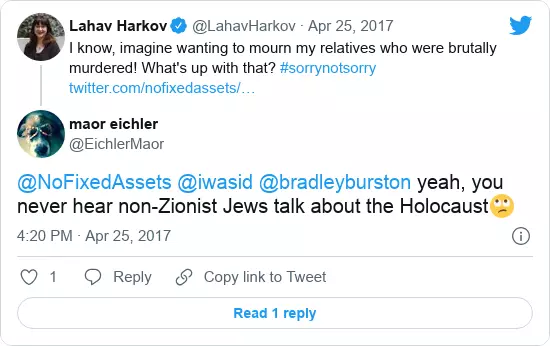 Lahav Harkov @LahavHarkov · Apr 25, 2017
I know, imagine wanting to mourn my relatives who were brutally
murdered! What's up with that? #sorrynotsorry
twitter.com/nofixedassets/…
maor eichler
@EichlerMaor
@NoFixedAssets @iwasid @bradleyburston yeah, you
never hear non-Zionist Jews talk about the Holocaust🙄
4:20 PM · Apr 25, 2017
1 Reply Copy link to Tweet
Read 1 reply